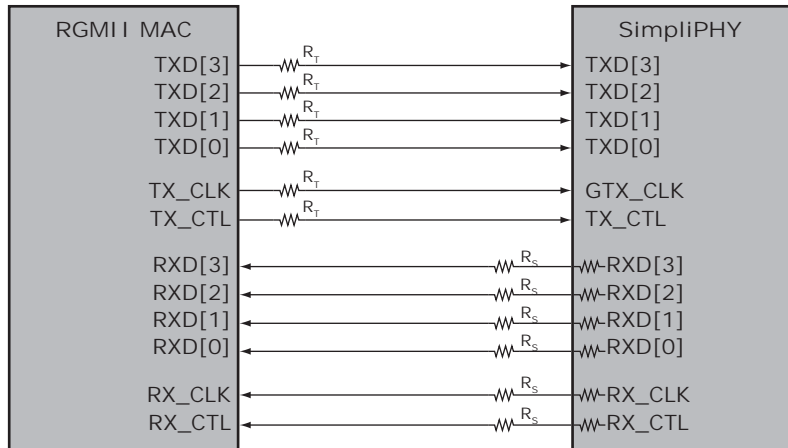 RGMII MAC SimpliPHY
TXD[3] R_T TXD[3]
TXD[2] R_T TXD[2]
TXD[1] R_T TXD[1]
TXD[0] R_T TXD[0]
TX_CLK R_T GTX_CLK
TX_CTL R_T TX_CTL
RXD[3] R_S RXD[3]
RXD[2] R_S RXD[2]
RXD[1] R_S RXD[1]
RXD[0] R_S RXD[0]
RX_CLK R_S RX_CLK
RX_CTL R_S RX_CTL